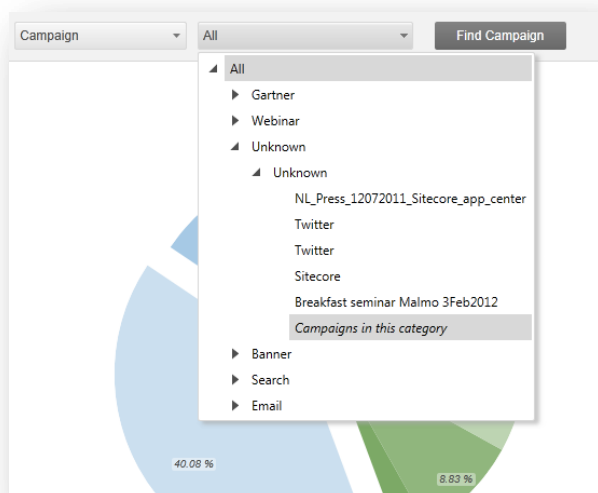 Campaign
All
Find Campaign
All
Gartner
Webinar
Unknown
Unknown
NL_Press_12072011_Sitecore_app_center
Twitter
Twitter
Sitecore
Breakfast seminar Malmo 3Feb2012
Campaigns in this category
Banner
Search
Email
40.08 %
8.83 %